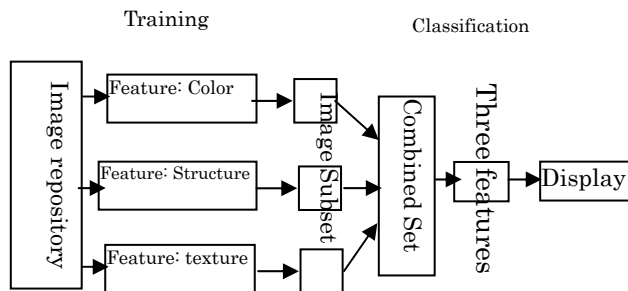 Training
Classification
Image repository
Feature: Color
Feature: Structure
Feature: texture
Image Subset
Combined Set
Three features
Display